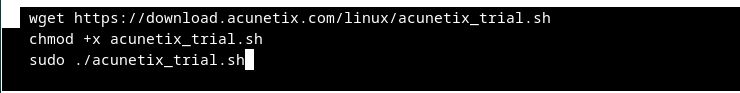 wget https://download.acunetix.com/linux/acunetix_trial.sh
chmod +x acunetix_trial.sh
sudo ./acunetix_trial.sh